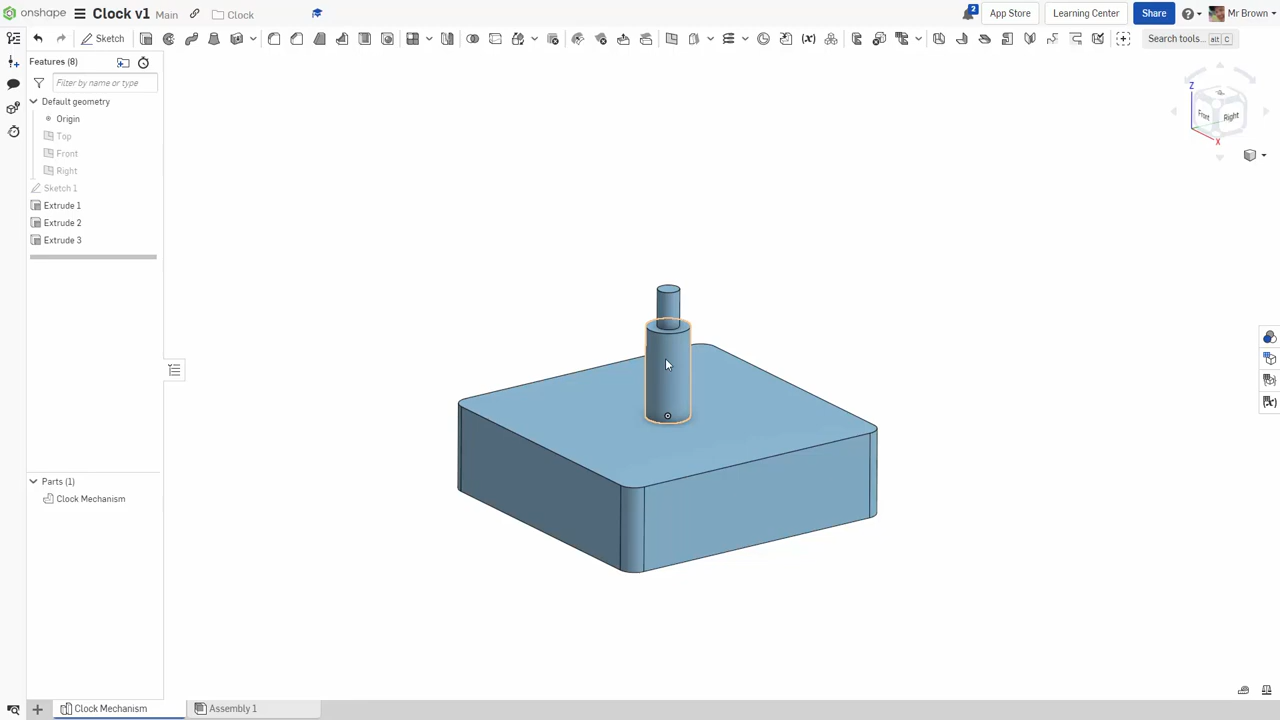 onshape Clock v1 Main Clock 2 App Store Learning Center Share Mr Brown
Sketch Search tools... alt C
Features (8)
Filter by name or type
Default geometry
Origin
Top
Front
Right
Sketch 1
Extrude 1
Extrude 2
Extrude 3
Parts (1)
Clock Mechanism
Z
Front Right
X
Clock Mechanism Assembly 1